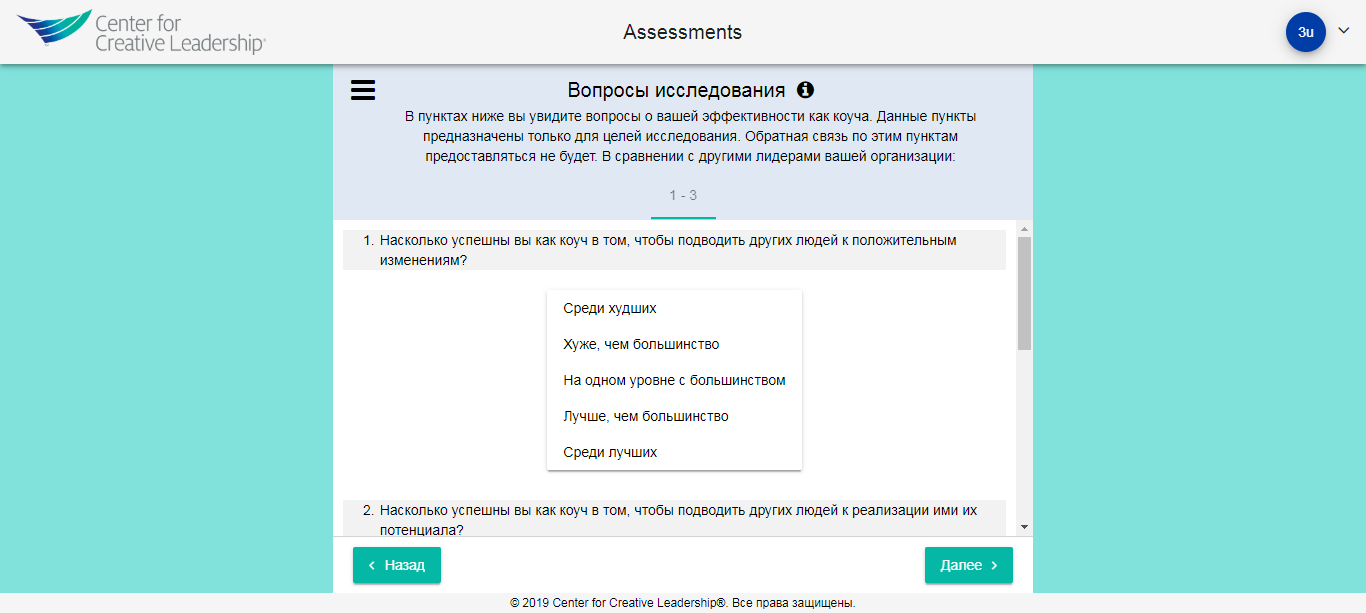 Center for
Creative Leadership®
Assessments
3u
Вопросы исследования
В пунктах ниже вы увидите вопросы о вашей эффективности как коуча. Данные пункты
предназначены только для целей исследования. Обратная связь по этим пунктам
предоставляться не будет. В сравнении с другими лидерами вашей организации:
1 - 3
1. Насколько успешны вы как коуч в том, чтобы подводить других людей к положительным
изменениям?
Среди худших
Хуже, чем большинство
На одном уровне с большинством
Лучше, чем большинство
Среди лучших
2. Насколько успешны вы как коуч в том, чтобы подводить других людей к реализации ими их
потенциала?
Назад
Далее
© 2019 Center for Creative Leadership®. Все права защищены.